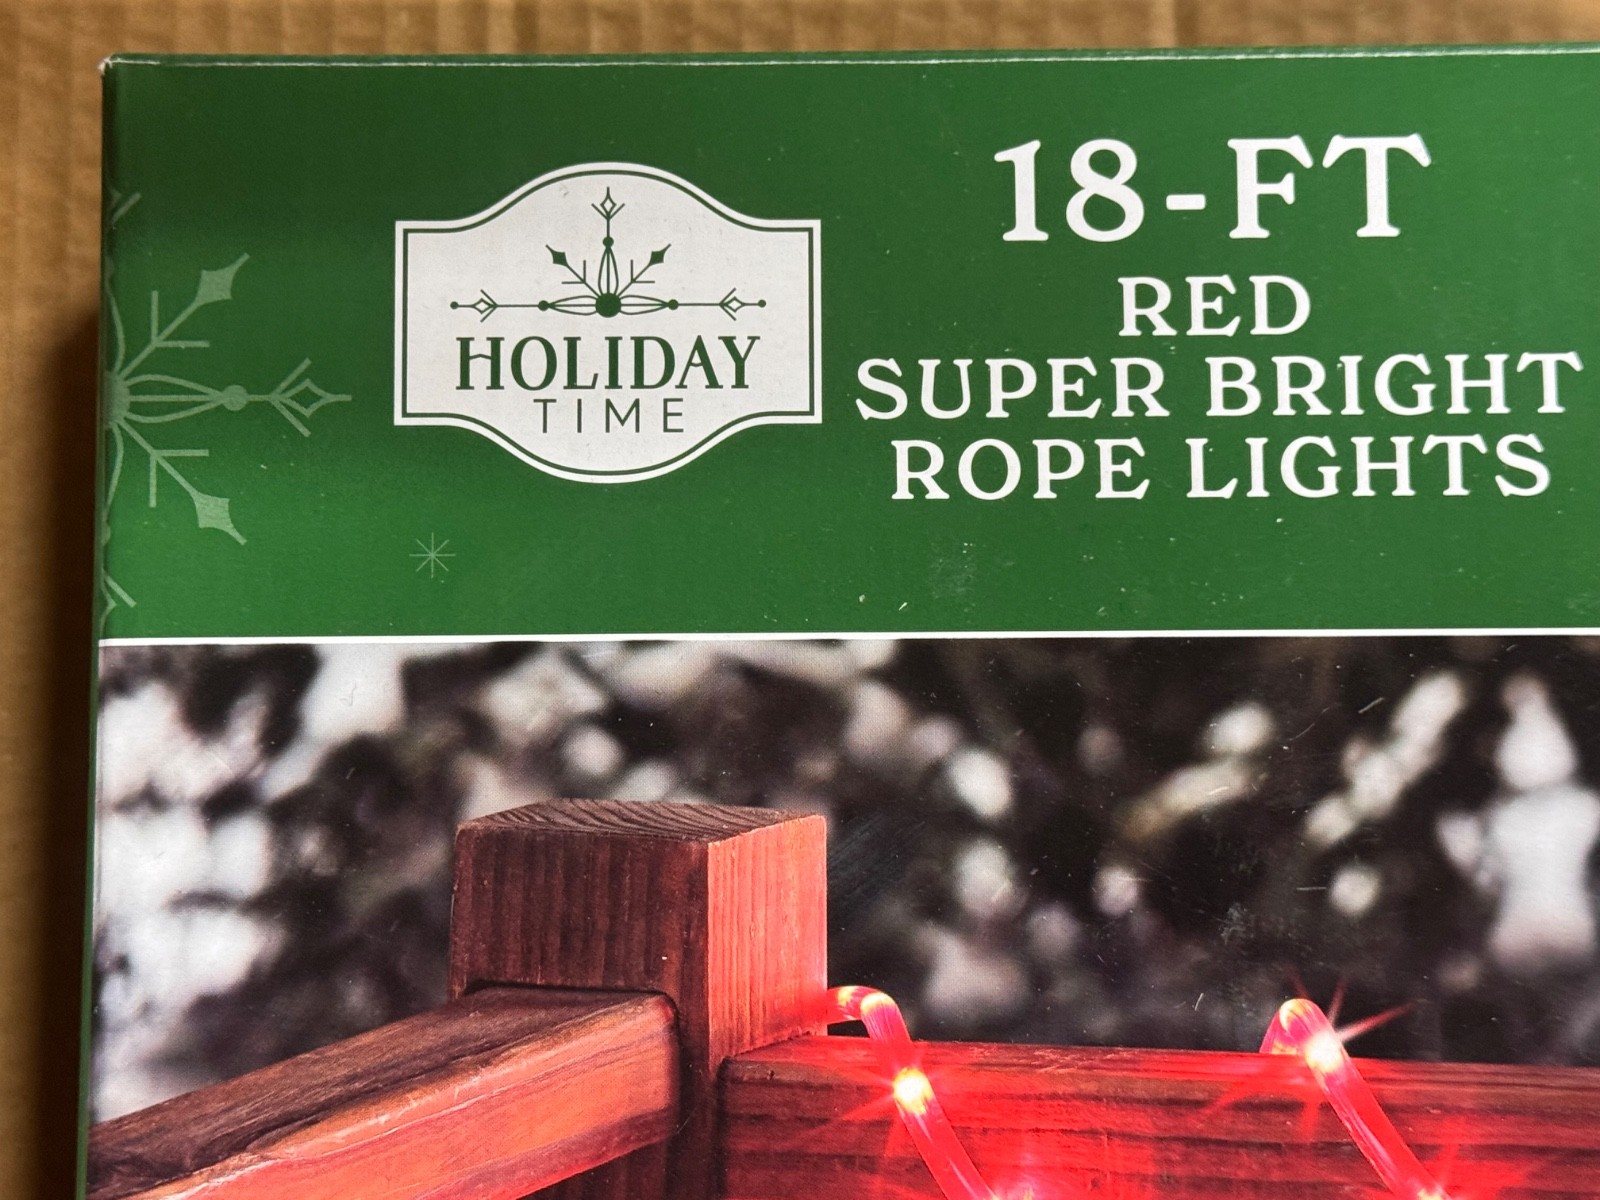 HOLIDAY
TIME
18-FT
RED
SUPER BRIGHT
ROPE LIGHTS